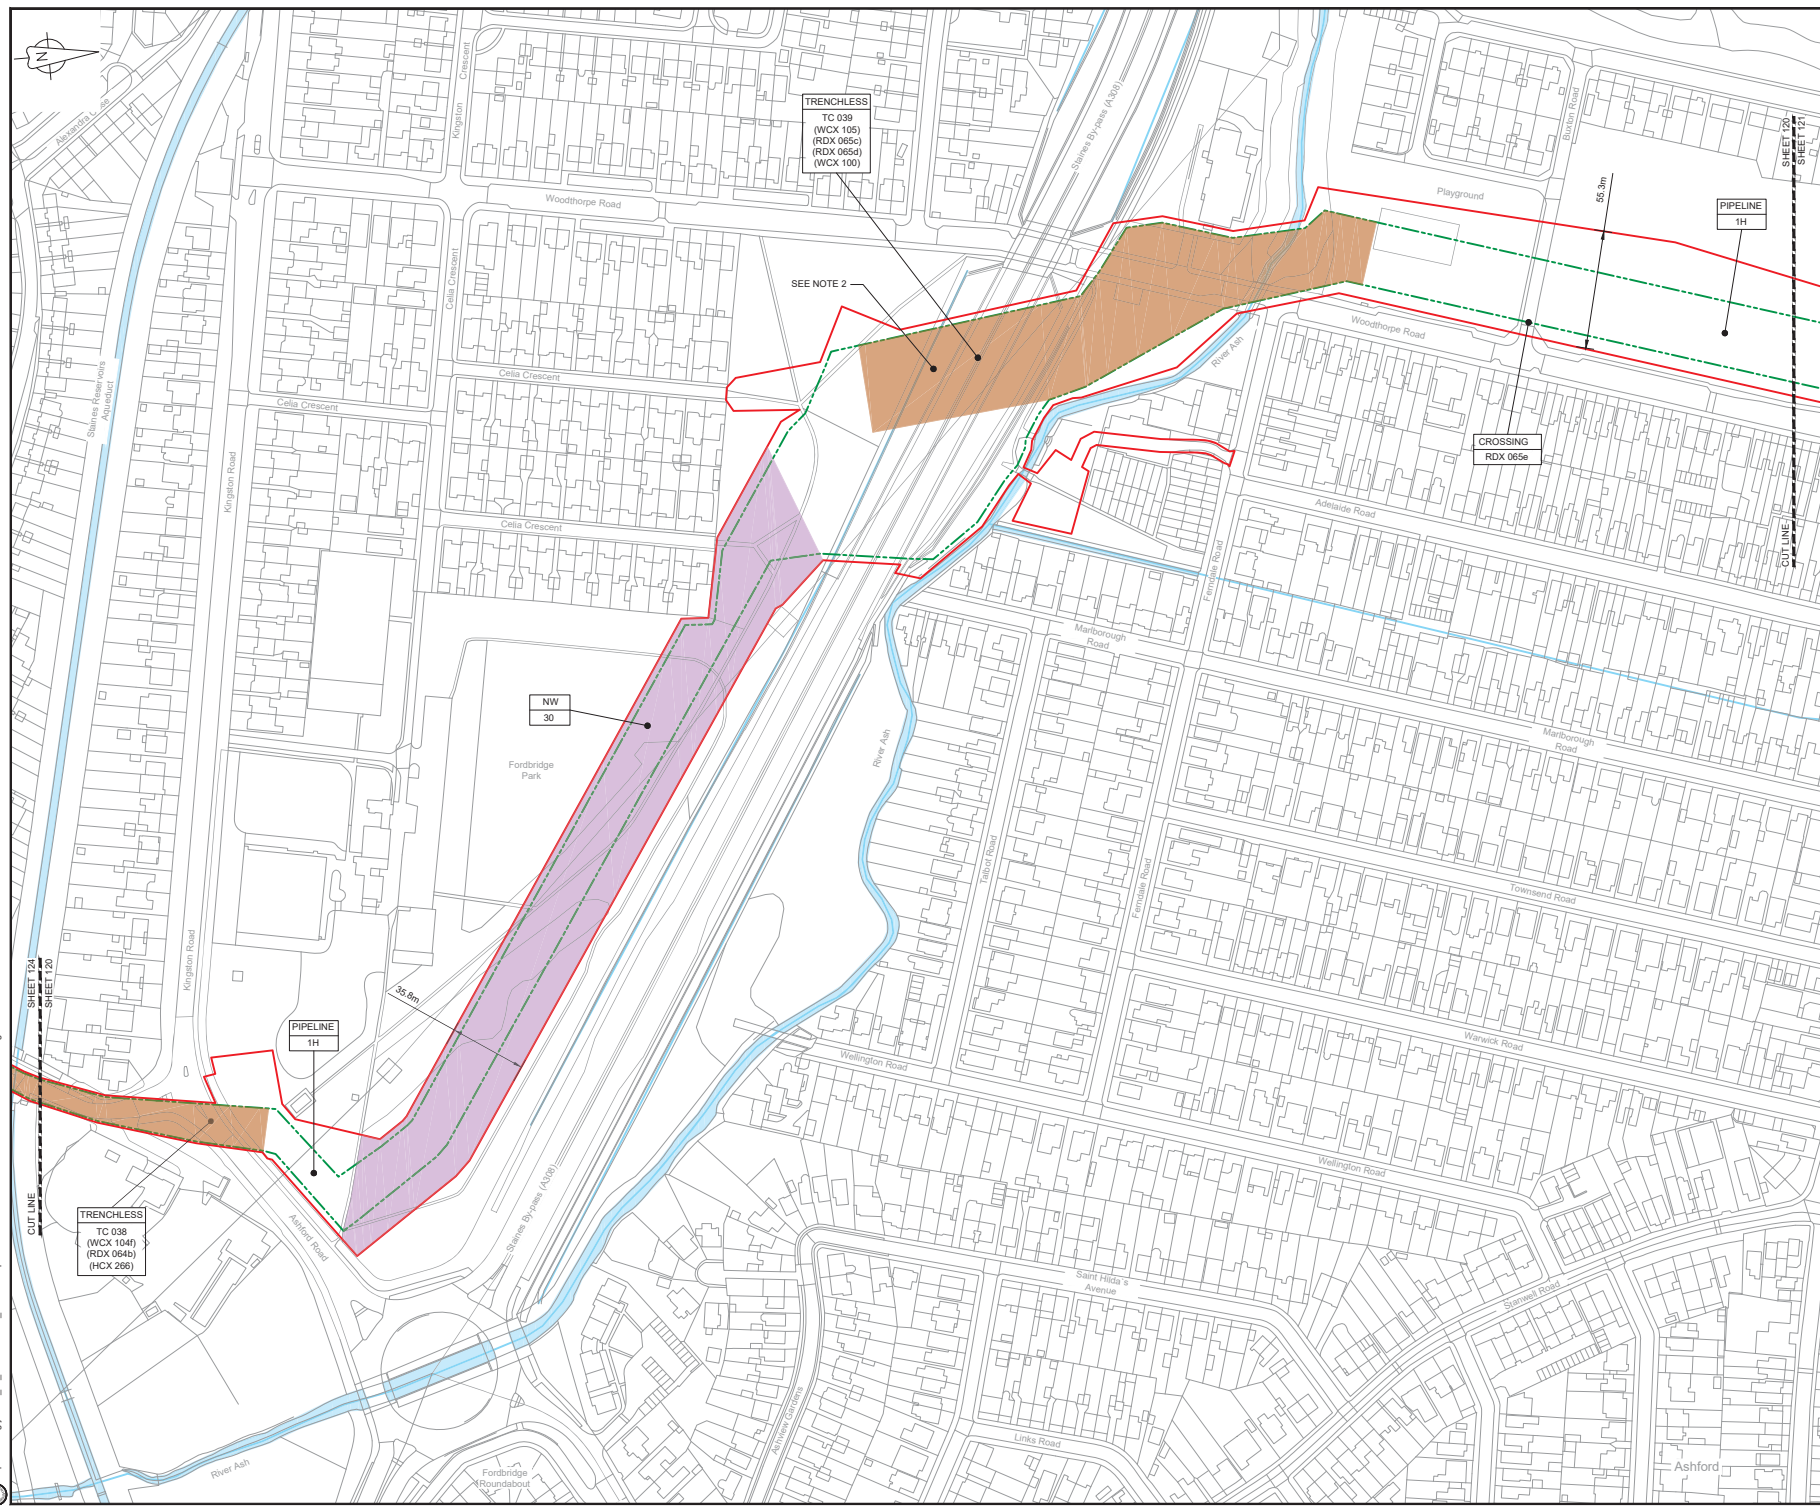 N
Alexandra
Kingston
Crescent
TRENCHLESS
TC 039
(WCX 105)
(RDX 065c)
(RDX 065d)
(WCX 100)
Staines By-pass (A308)
Buxton Road
SHEET 120
SHEET 121
Playground
55.3m
PIPELINE
1H
Woodthorpe Road
Celia Crescent
SEE NOTE 2
Woodthorpe Road
River Ash
Staines Reservoirs
Aqueduct
Celia Crescent
Celia Crescent
Kingston Road
CROSSING
RDX 065e
Adelaide Road
Celia Crescent
CUT LINE
Ferndale Road
Marlborough
Road
NW
30
River Ash
Marlborough
Road
Fordbridge
Park
Talbot Road
Ferndale Road
Townsend Road
Kingston Road
SHEET 124
SHEET 120
35.8m
PIPELINE
1H
Warwick Road
Wellington Road
Wellington Road
CUT LINE
TRENCHLESS
TC 038
(WCX 104f)
(RDX 064b)
(HCX 266)
Ashford Road
Staines By-pass (A308)
Saint Hilda's
Avenue
Stanwell Road
Ashview Gardens
Links Road
River Ash
Fordbridge
Roundabout
Ashford